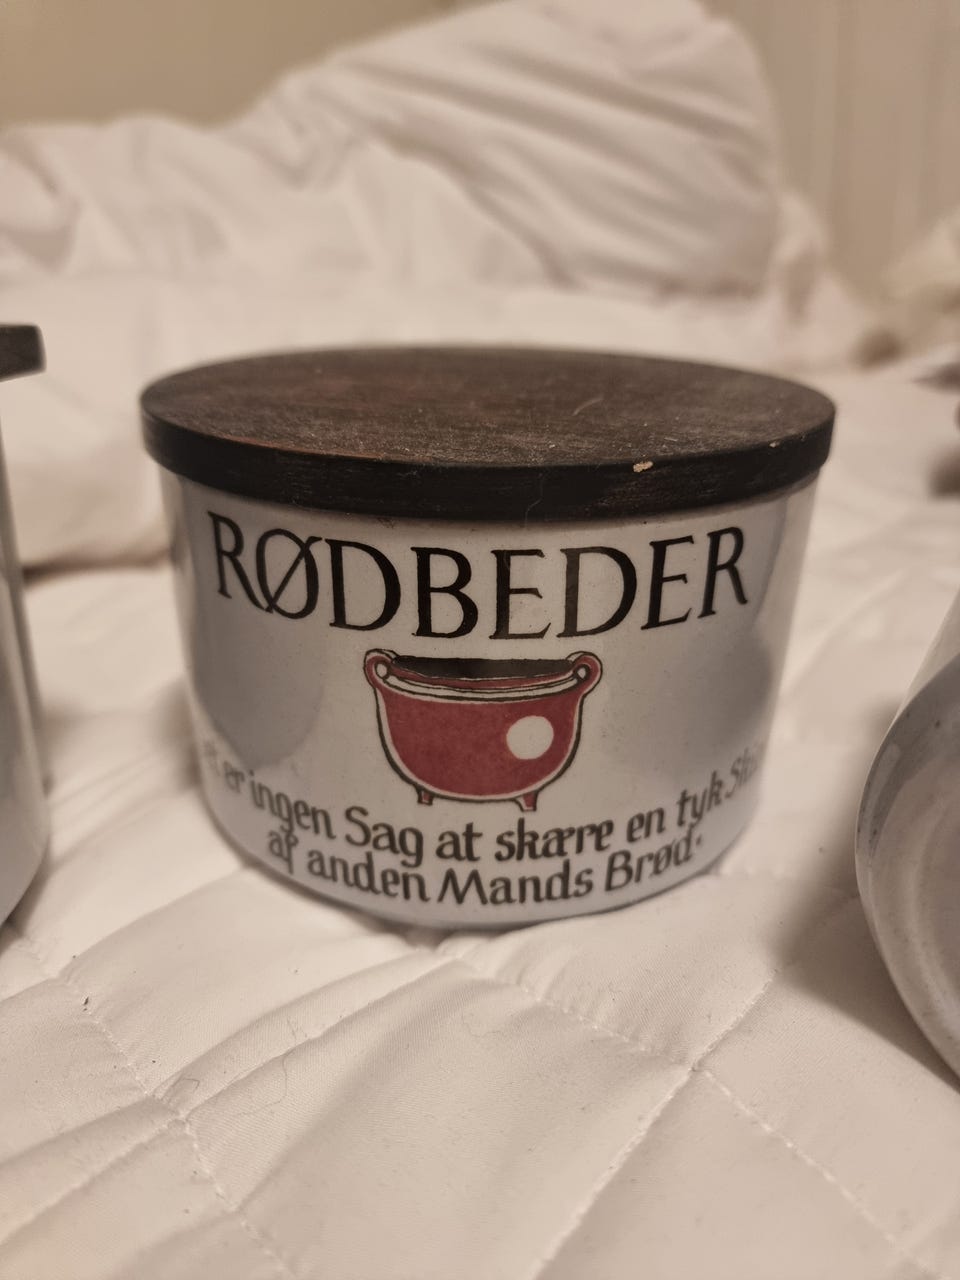 RØDBEDER
er ingen Sag at skære en tyk
af anden Mands Brød.